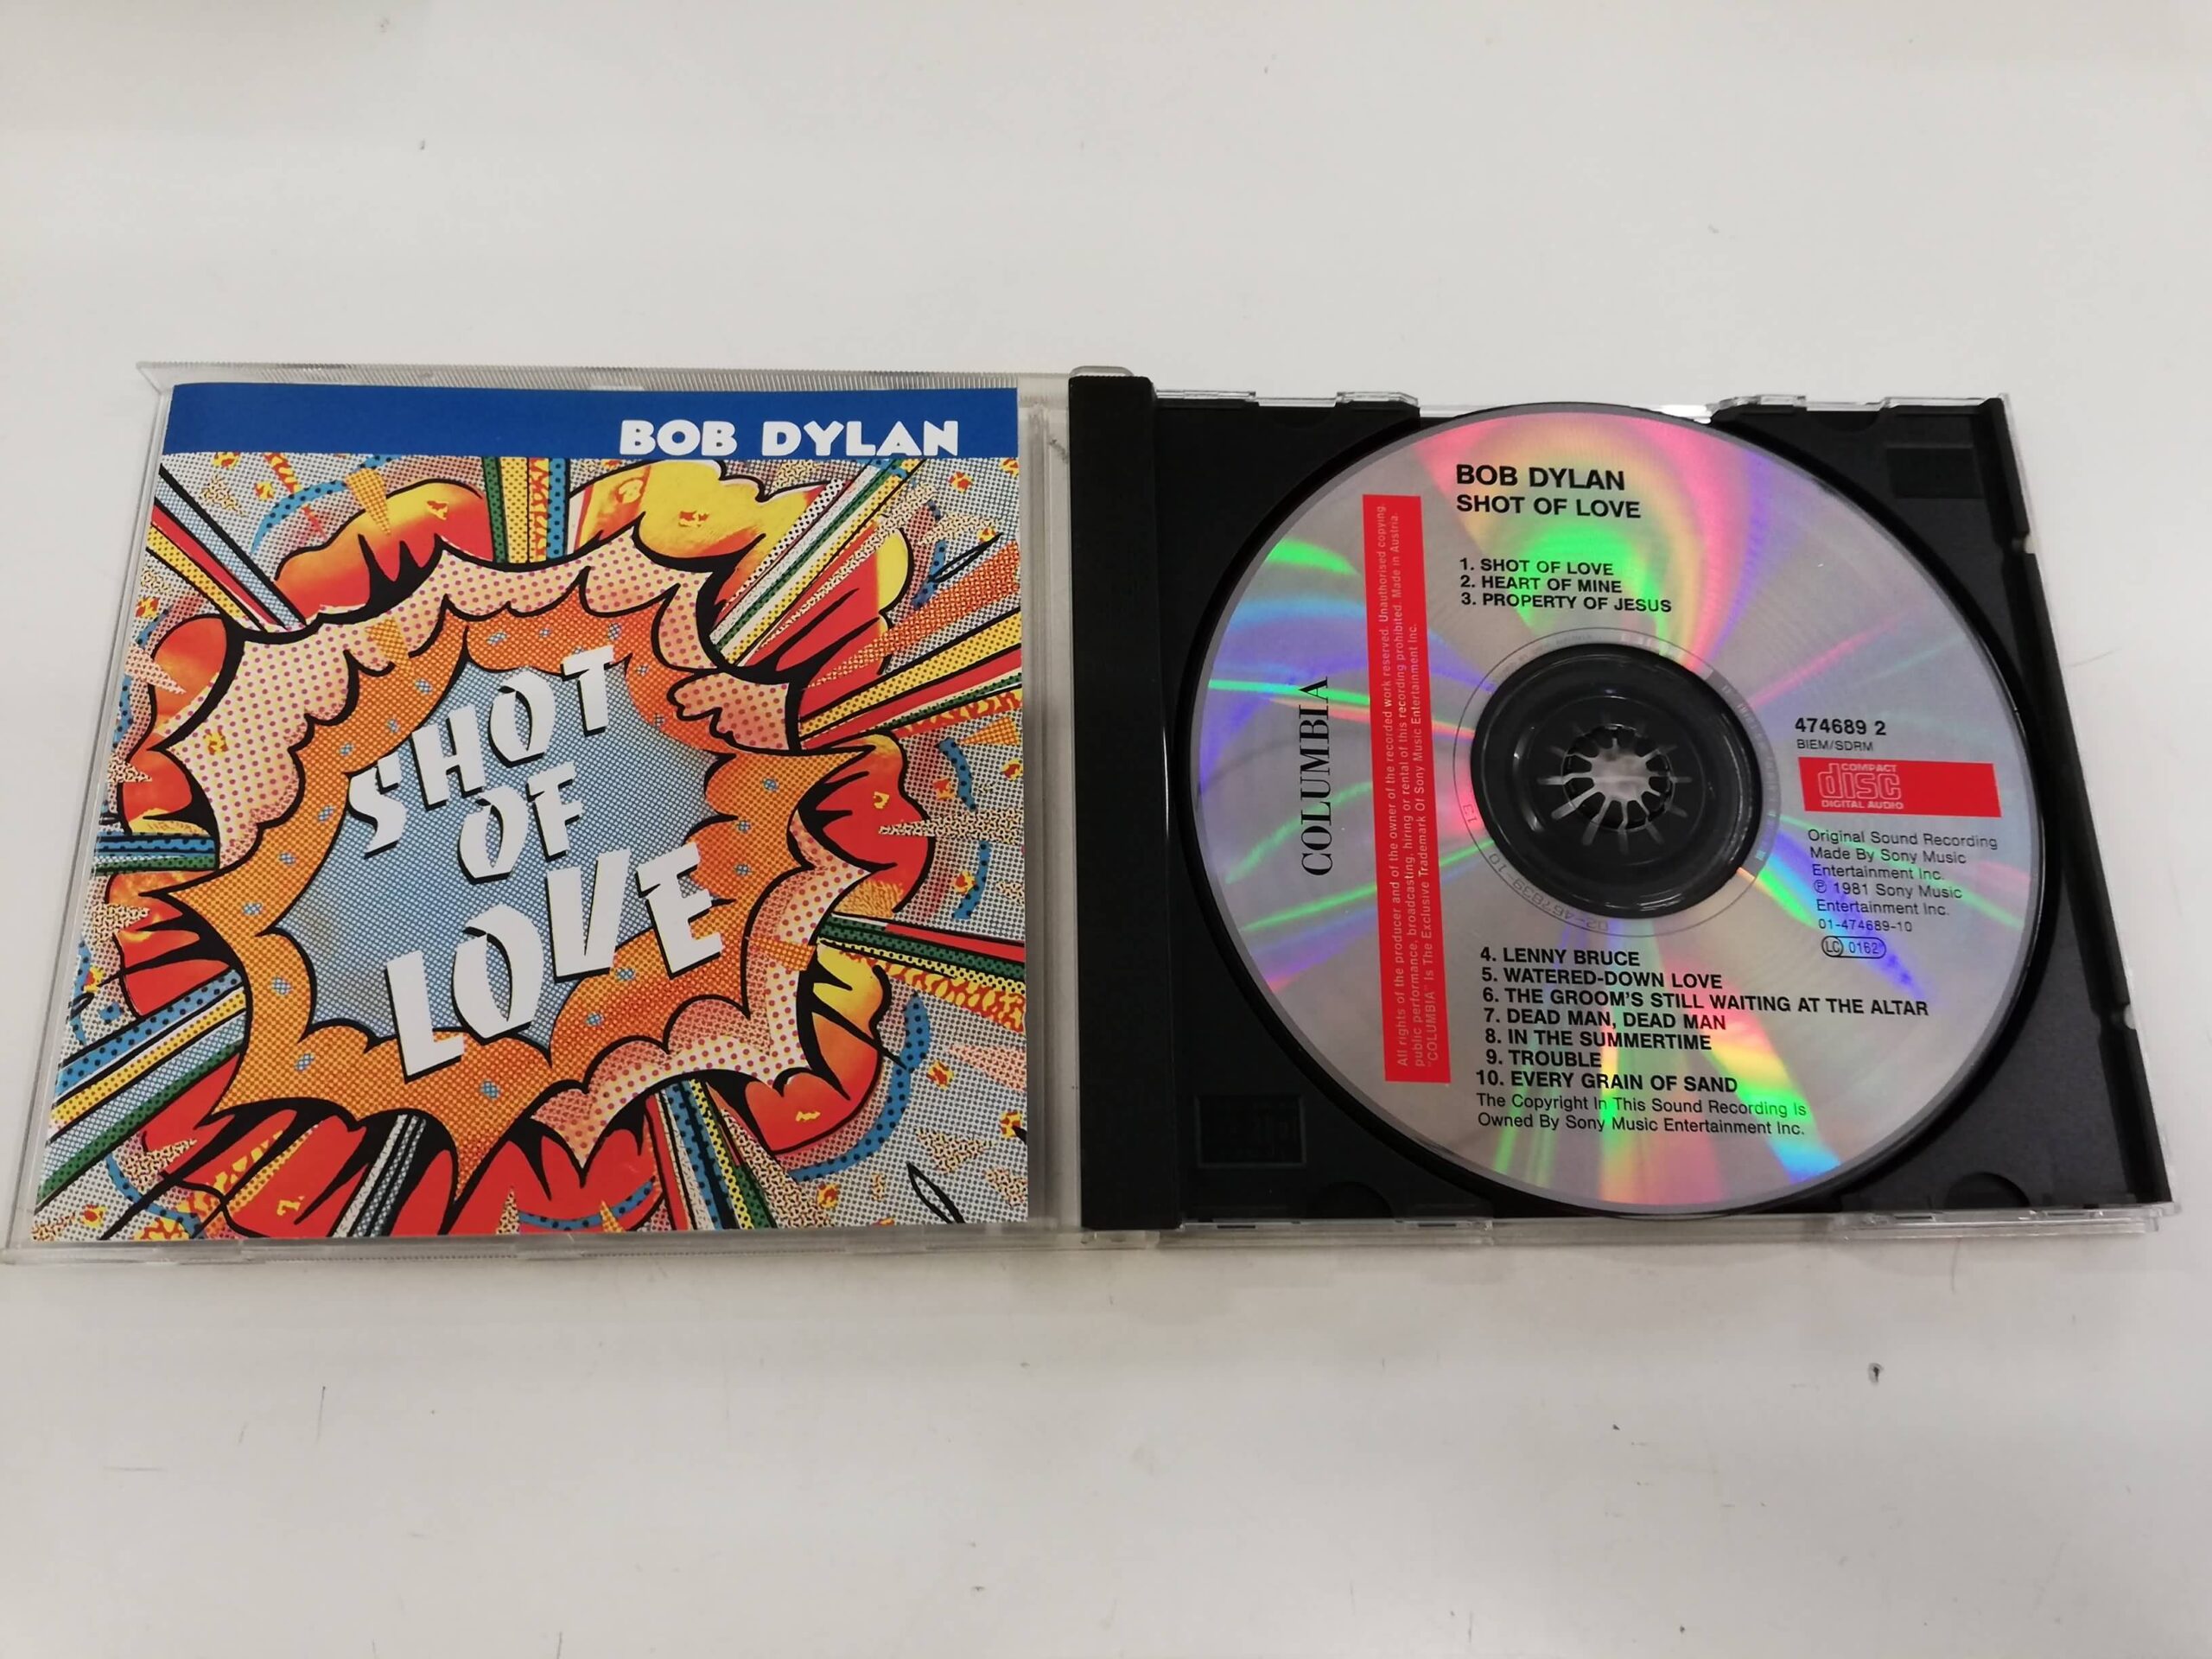 BOB DYLAN
SHOT
OF
LOVE
BOB DYLAN
SHOT OF LOVE
1. SHOT OF LOVE
2. HEART OF MINE
3. PROPERTY OF JESUS
COLUMBIA
All rights of the producer and of the owner of the recorded work reserved. Unauthorised copying,
public performance, broadcasting, hiring or rental of this recording prohibited. Made in Austria.
"COLUMBIA" Is The Exclusive Trademark Of Sony Music Entertainment Inc.
474689 2
BIEM/SDRM
COMPACT
disc
DIGITAL AUDIO
Original Sound Recording
Made By Sony Music
Entertainment Inc.
℗ 1981 Sony Music
Entertainment Inc.
01-474689-10
LC 0162
4. LENNY BRUCE
5. WATERED-DOWN LOVE
6. THE GROOM'S STILL WAITING AT THE ALTAR
7. DEAD MAN, DEAD MAN
8. IN THE SUMMERTIME
9. TROUBLE
10. EVERY GRAIN OF SAND
The Copyright In This Sound Recording Is
Owned By Sony Music Entertainment Inc.